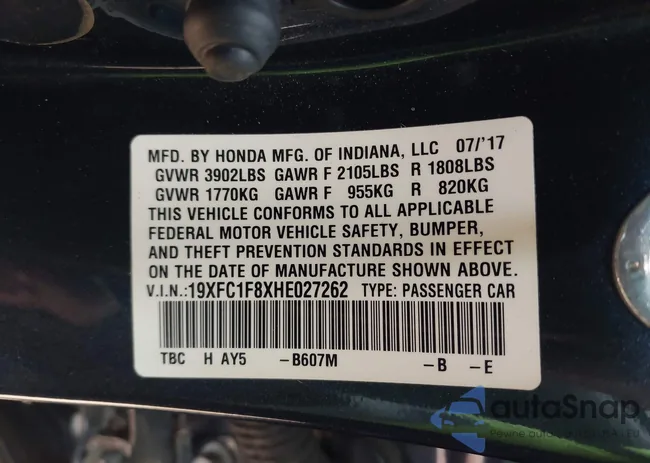 MFD. BY HONDA MFG. OF INDIANA, LLC 07/'17
GVWR 3902LBS GAWR F 2105LBS R 1808LBS
GVWR 1770KG GAWR F 955KG R 820KG
THIS VEHICLE CONFORMS TO ALL APPLICABLE
FEDERAL MOTOR VEHICLE SAFETY, BUMPER,
AND THEFT PREVENTION STANDARDS IN EFFECT
ON THE DATE OF MANUFACTURE SHOWN ABOVE.
V.I.N.:19XFC1F8XHE027262 TYPE: PASSENGER CAR
TBC H AY5 -B607M -B -E
autoSnap